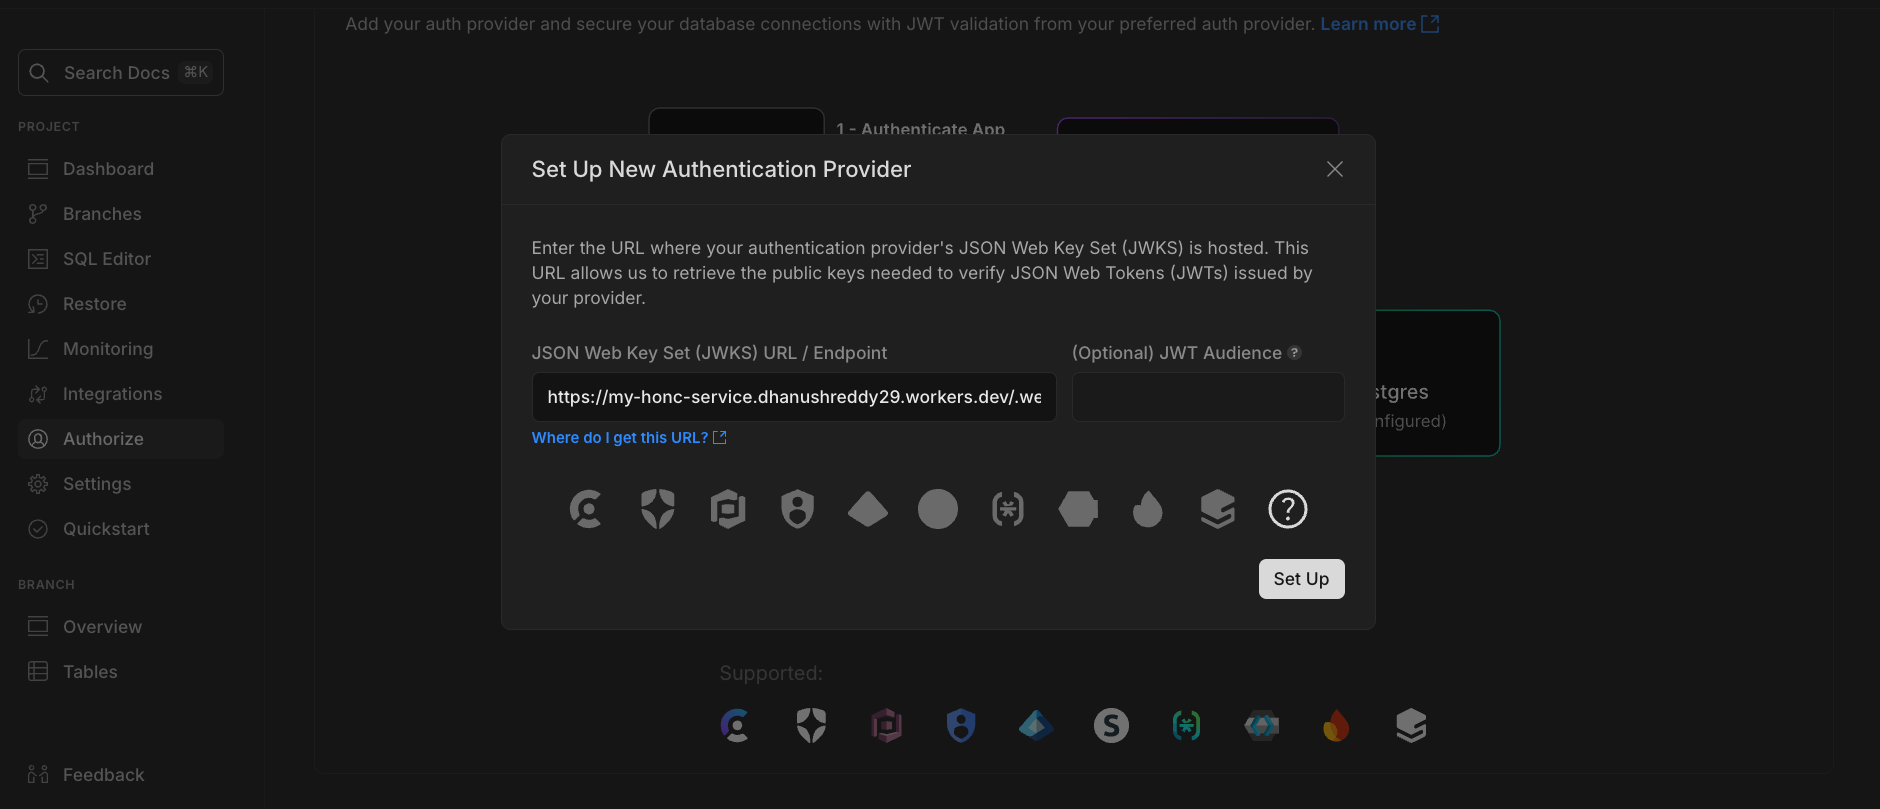 Add your auth provider and secure your database connections with JWT validation from your preferred auth provider. Learn more
Search Docs ⌘K
PROJECT
Dashboard
Branches
SQL Editor
Restore
Monitoring
Integrations
Authorize
Settings
Quickstart
BRANCH
Overview
Tables
Feedback
1 - Authenticate App
Set Up New Authentication Provider
Enter the URL where your authentication provider's JSON Web Key Set (JWKS) is hosted. This
URL allows us to retrieve the public keys needed to verify JSON Web Tokens (JWTs) issued by
your provider.
JSON Web Key Set (JWKS) URL / Endpoint
(Optional) JWT Audience ?
https://my-honc-service.dhanushreddy29.workers.dev/.we
Where do I get this URL?
?
Set Up
stgres
nfigured)
Supported:
S